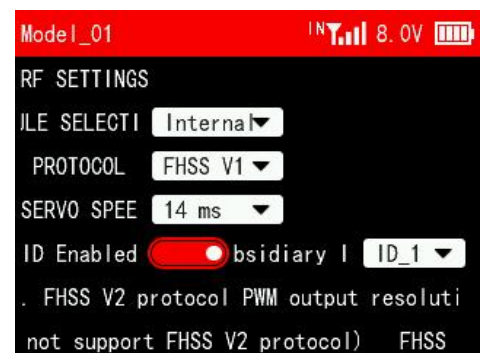 Model_01 IN 8.0V
RF SETTINGS
ULE SELECTI Internal
PROTOCOL FHSS V1
SERVO SPEE 14 ms
ID Enabled bsidiary I ID_1
. FHSS V2 protocol PWM output resoluti
not support FHSS V2 protocol) FHSS